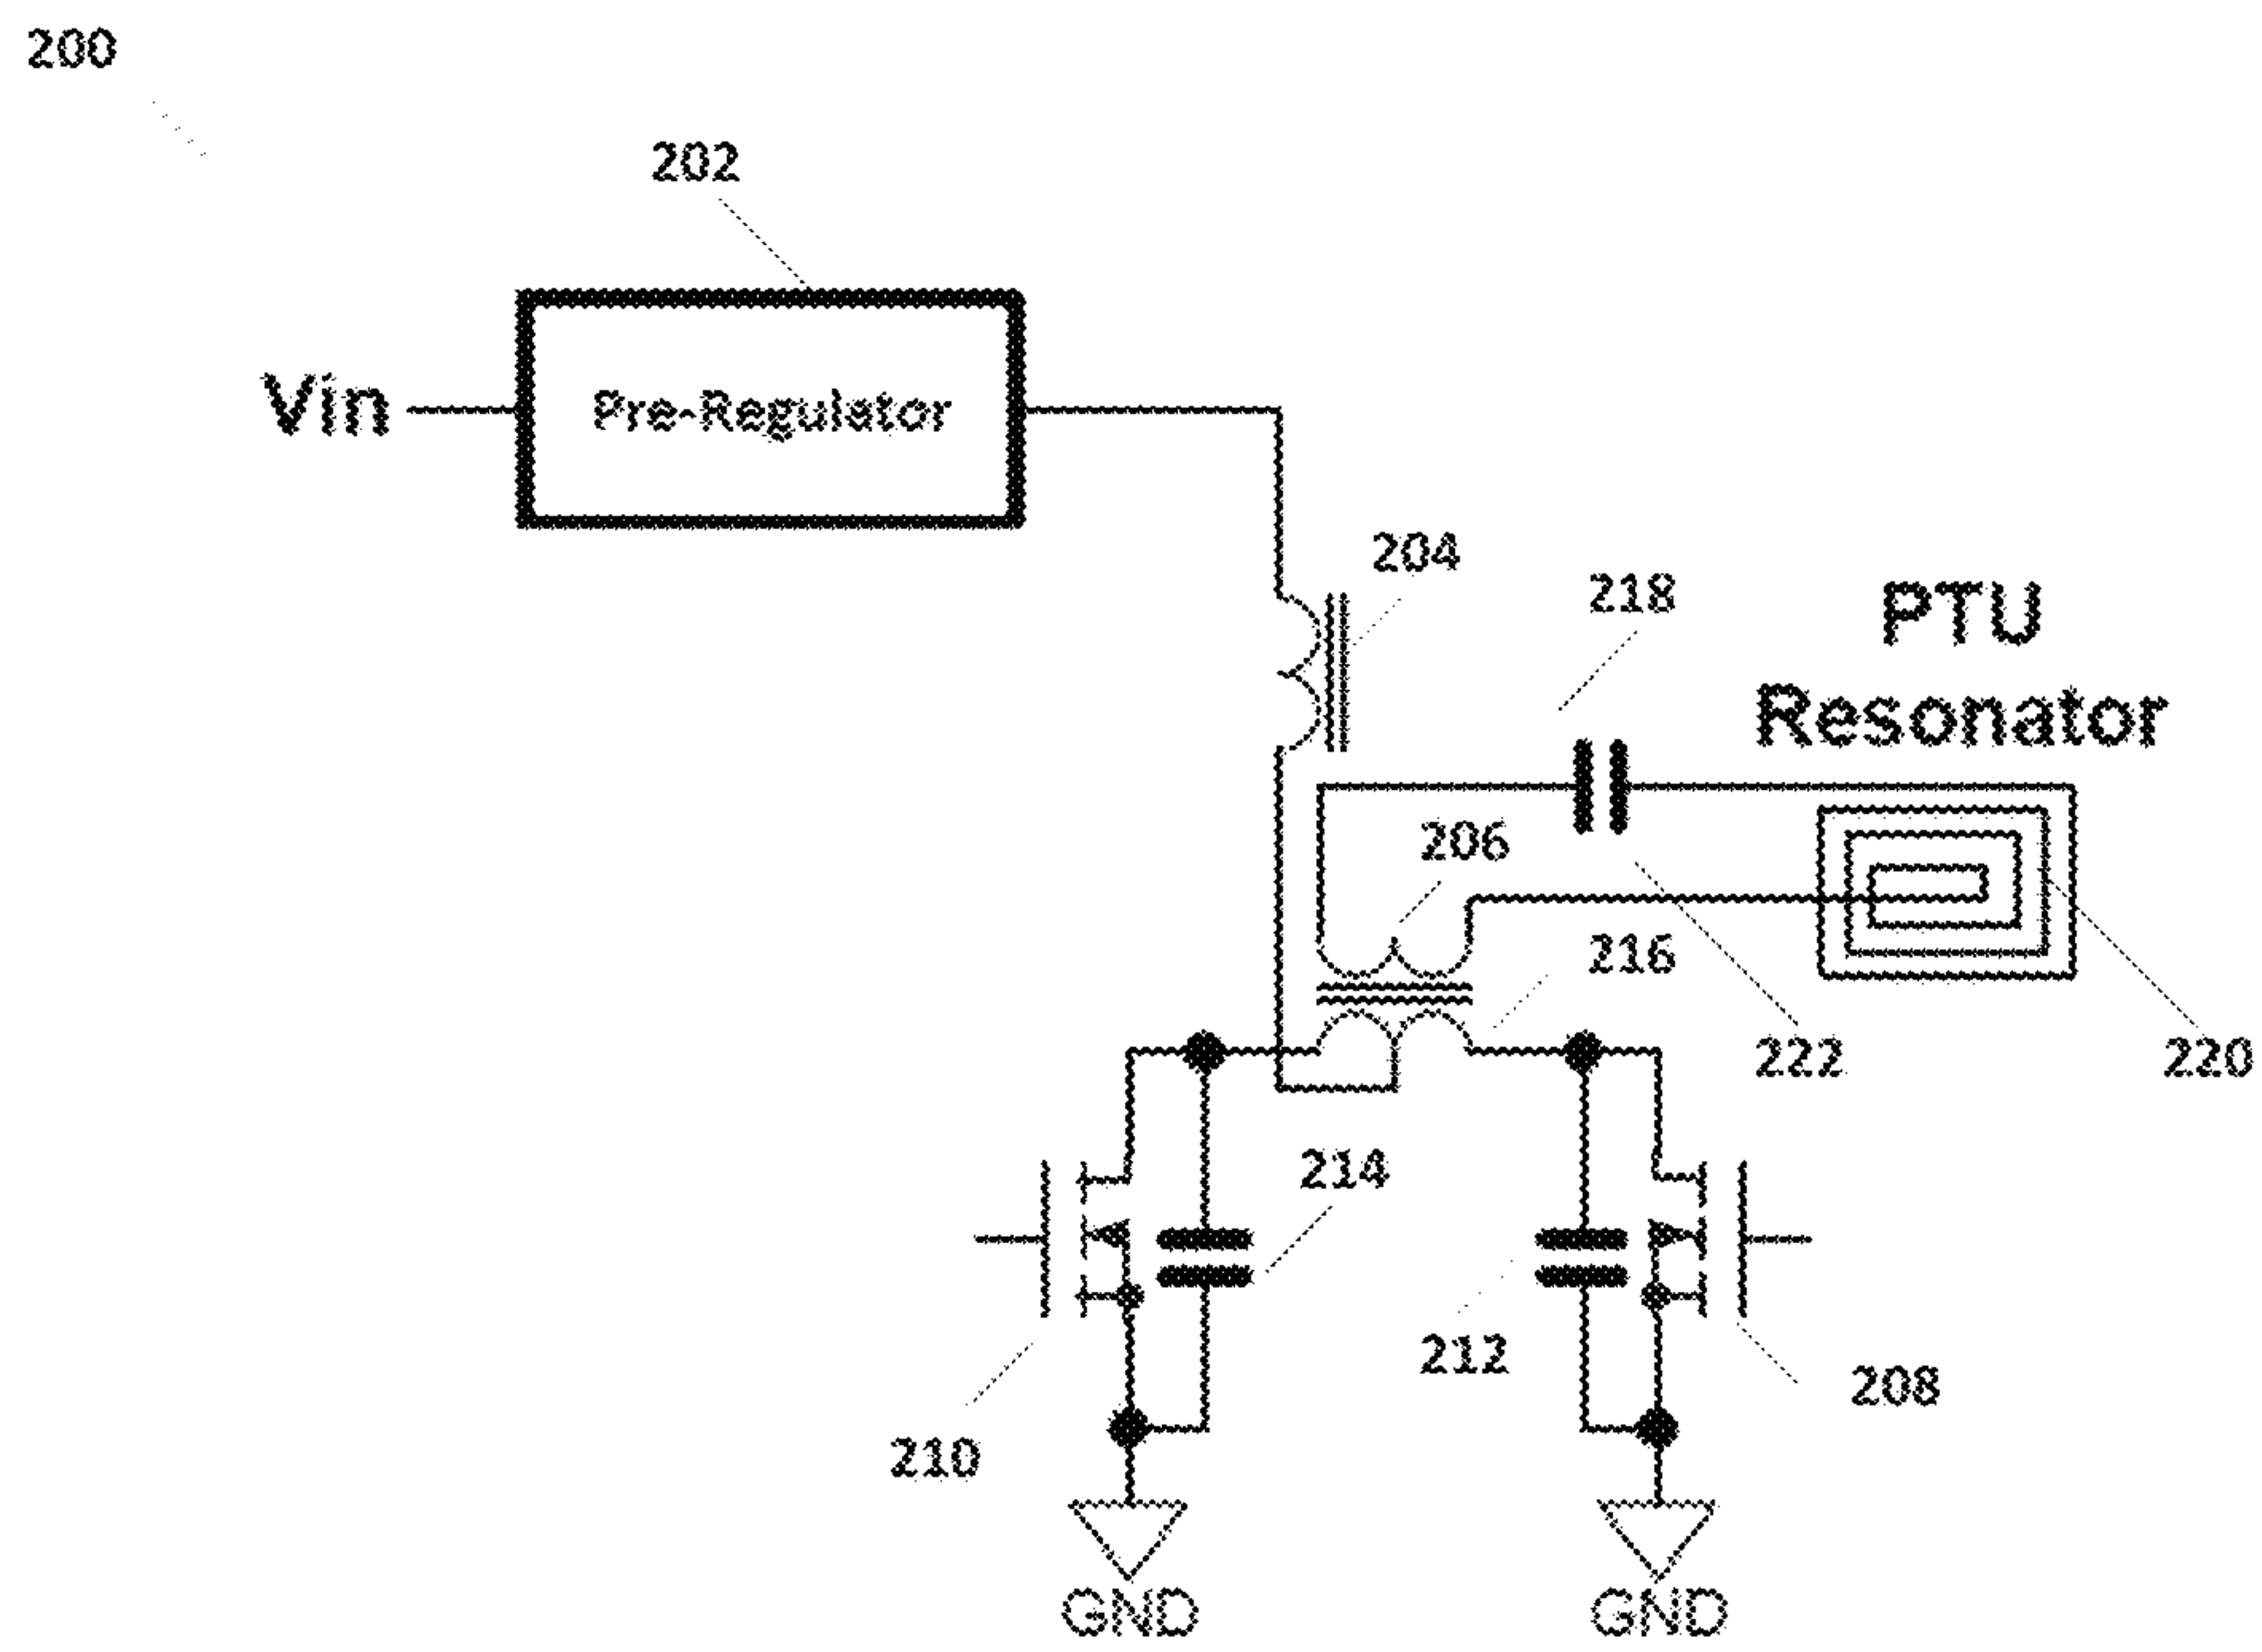 200
202
Vin
Pre-Regulator
204
218
PTU
Resonator
206
216
222
220
214
212
208
210
GND
GND